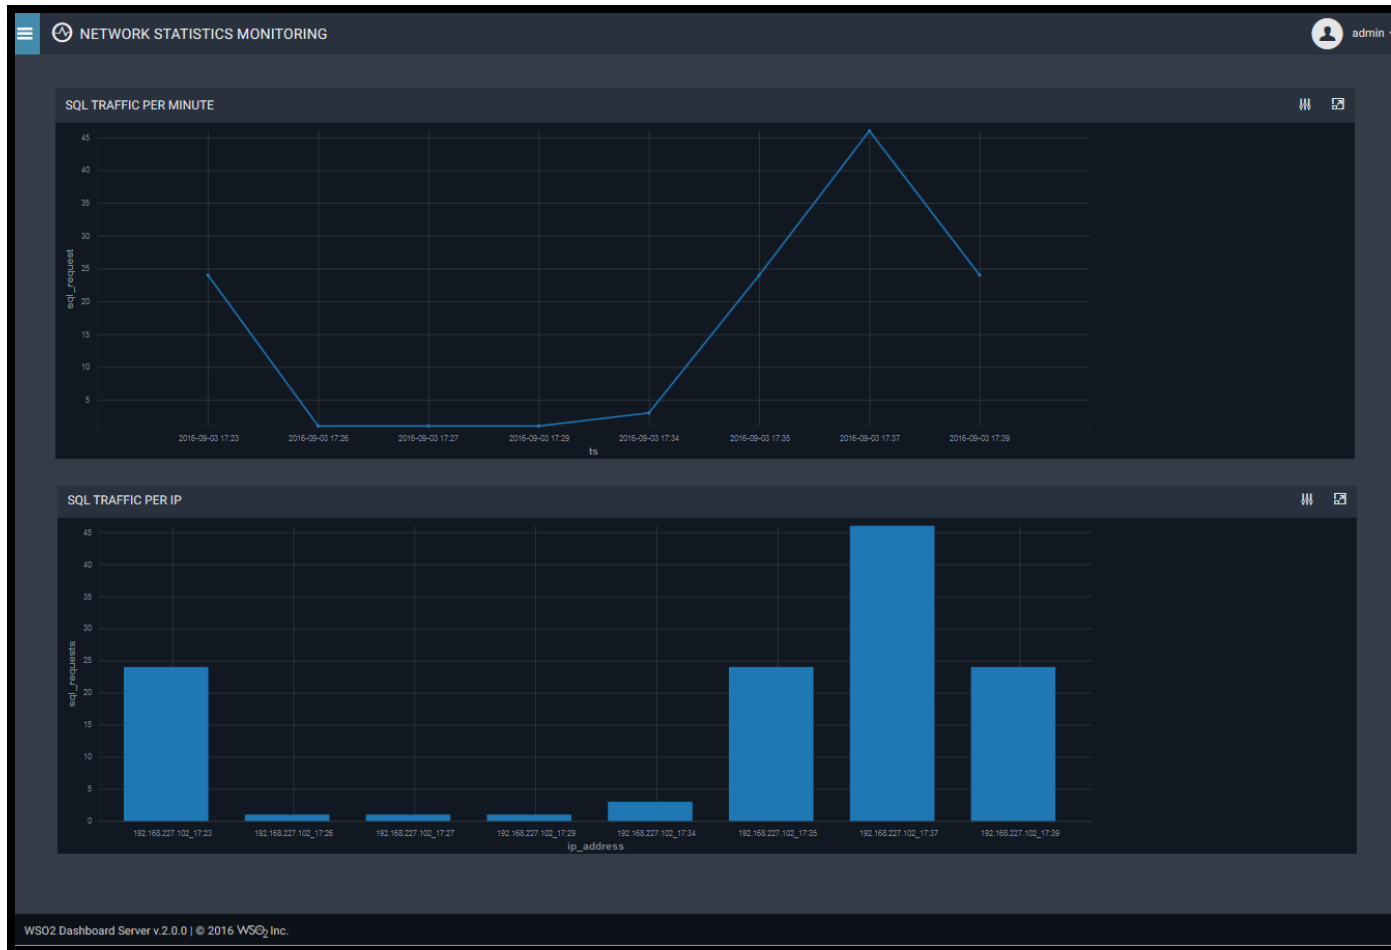 NETWORK STATISTICS MONITORING
admin
SQL TRAFFIC PER MINUTE
45
40
35
30
25
20
15
10
5
sql_request
2016-09-03 17:23 2016-09-03 17:26 2016-09-03 17:27 2016-09-03 17:29 2016-09-03 17:34 2016-09-03 17:35 2016-09-03 17:37 2016-09-03 17:39
ts
SQL TRAFFIC PER IP
45
40
35
30
25
20
15
10
5
0
sql_requests
192.168.227.102_17:23 192.168.227.102_17:26 192.168.227.102_17:27 192.168.227.102_17:29 192.168.227.102_17:34 192.168.227.102_17:35 192.168.227.102_17:37 192.168.227.102_17:39
ip_address
WSO2 Dashboard Server v.2.0.0 | © 2016 WSO2 Inc.